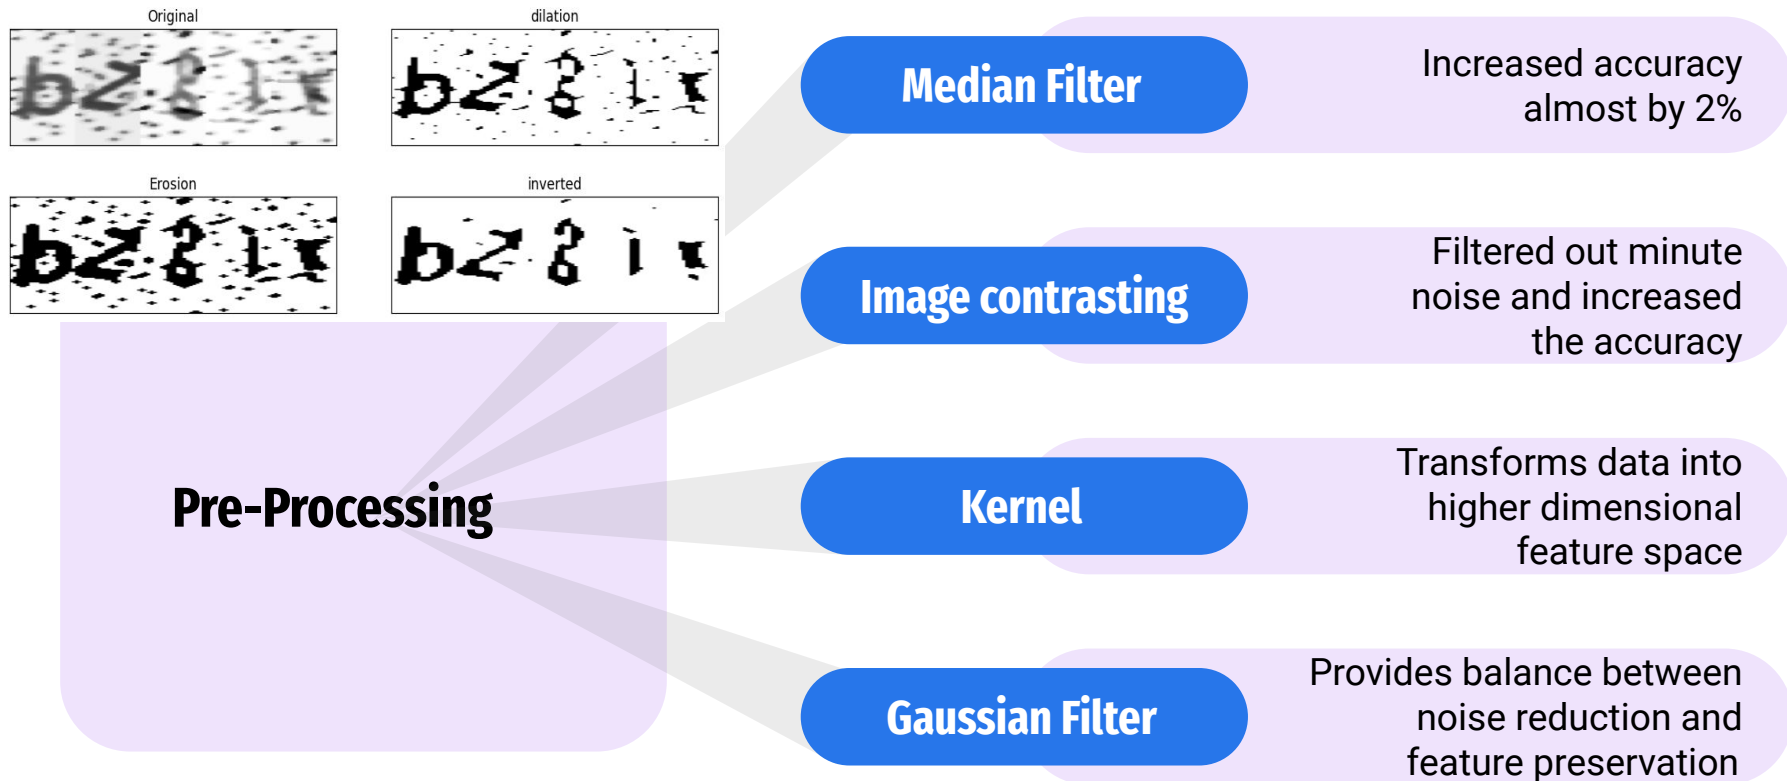 Original
dilation
Erosion
inverted
Pre-Processing
Median Filter
Increased accuracy
almost by 2%
Image contrasting
Filtered out minute
noise and increased
the accuracy
Kernel
Transforms data into
higher dimensional
feature space
Gaussian Filter
Provides balance between
noise reduction and
feature preservation